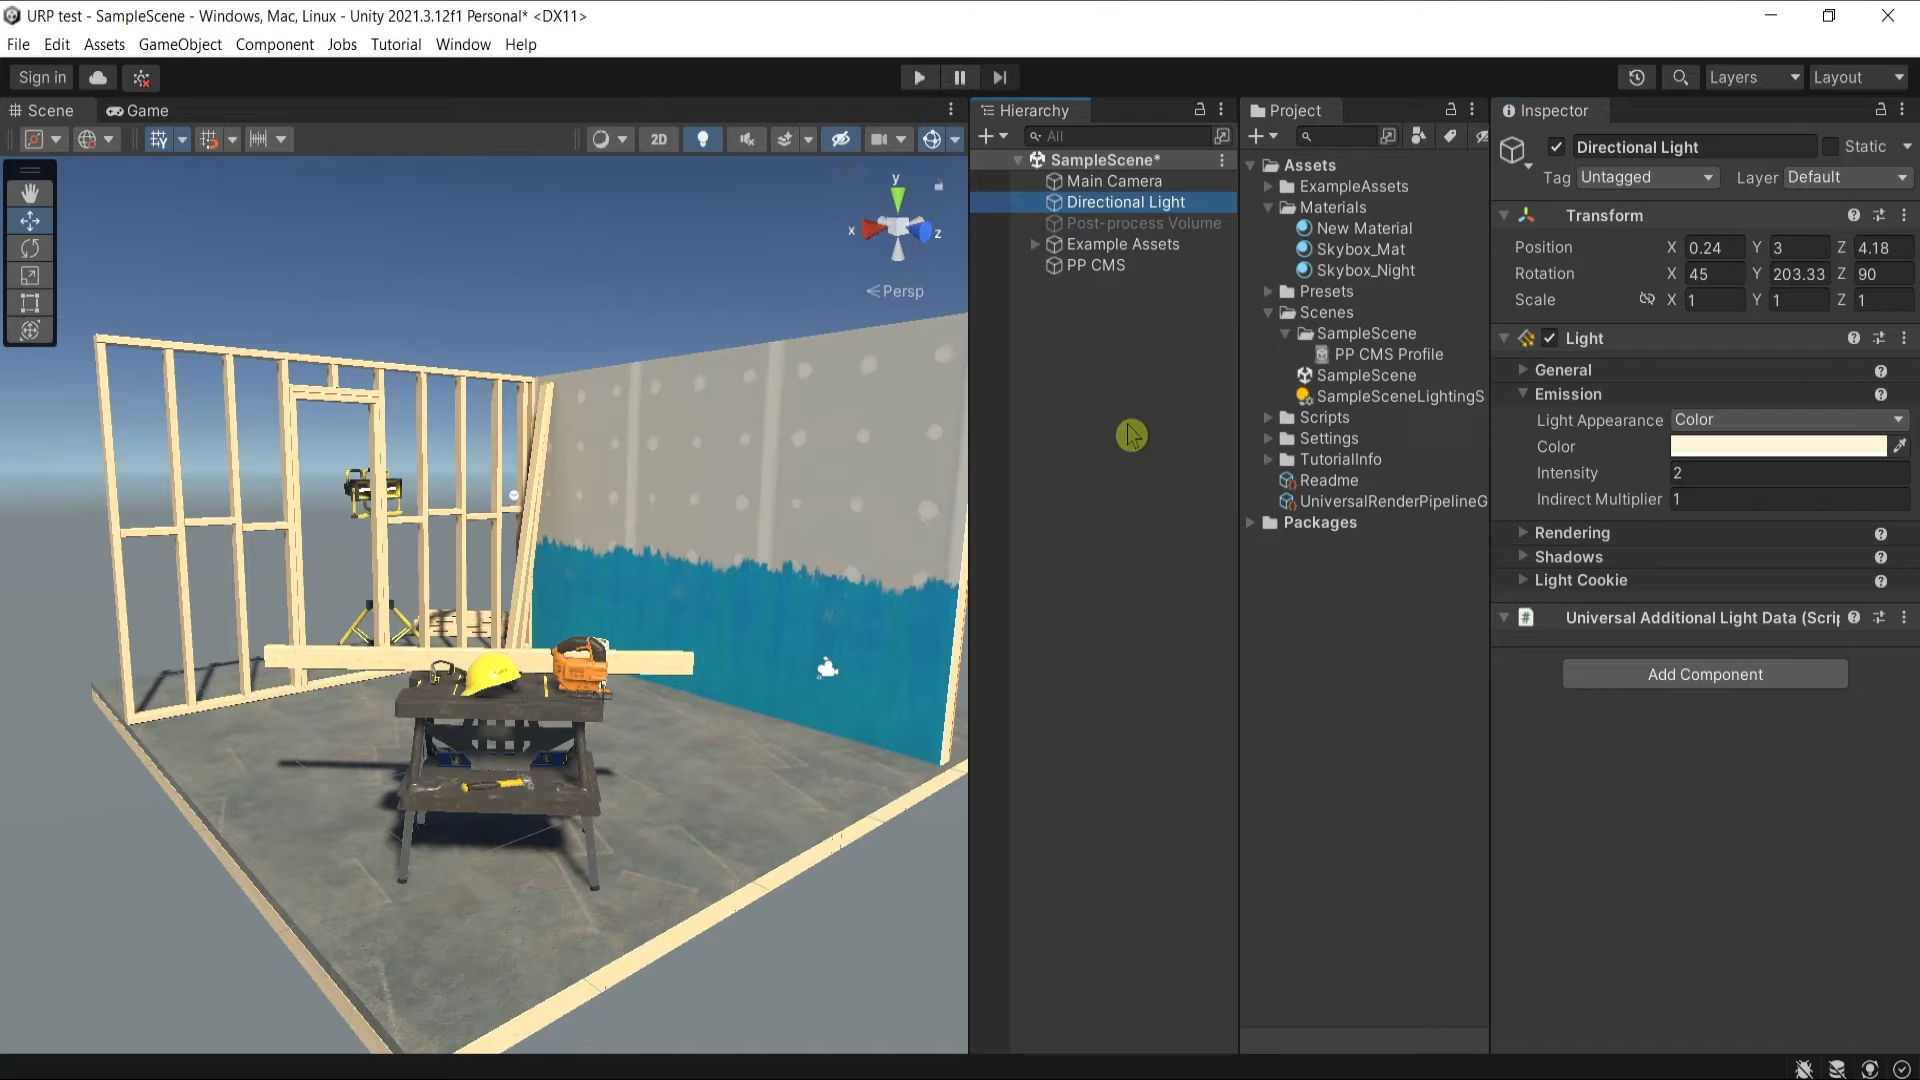 URP test - SampleScene - Windows, Mac, Linux - Unity 2021.3.12f1 Personal* <DX11>
File Edit Assets GameObject Component Jobs Tutorial Window Help
Sign in
Layers
Layout
Scene
Game
2D
y
x
z
Persp
Hierarchy
All
SampleScene*
Main Camera
Directional Light
Post-process Volume
Example Assets
PP CMS
Project
Assets
ExampleAssets
Materials
New Material
Skybox_Mat
Skybox_Night
Presets
Scenes
SampleScene
PP CMS Profile
SampleScene
SampleSceneLightingS
Scripts
Settings
TutorialInfo
Readme
UniversalRenderPipelineG
Packages
Inspector
Directional Light
Static
Tag Untagged Layer Default
Transform
Position X 0.24 Y 3 Z 4.18
Rotation X 45 Y 203.33 Z 90
Scale X 1 Y 1 Z 1
Light
General
Emission
Light Appearance Color
Color
Intensity 2
Indirect Multiplier 1
Rendering
Shadows
Light Cookie
Universal Additional Light Data (Scrip
Add Component